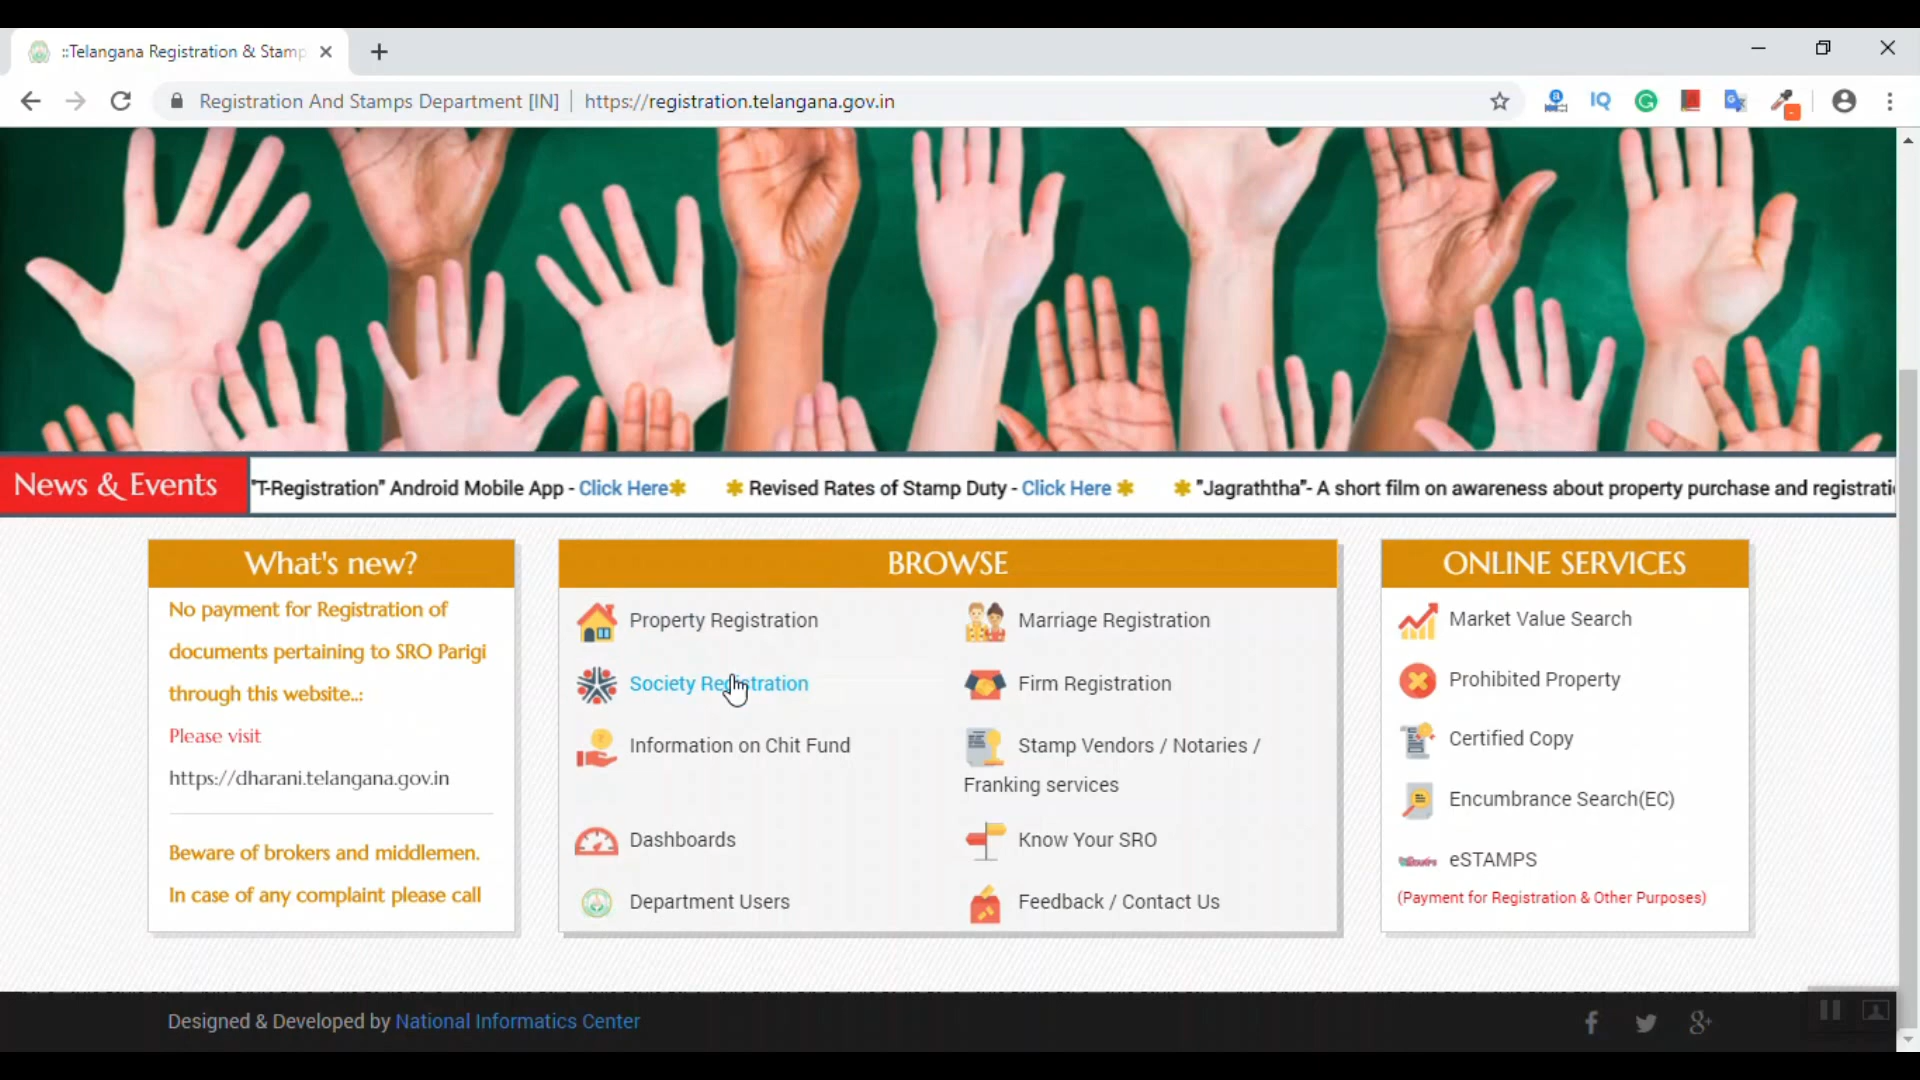 ::Telangana Registration & Stamp
Registration And Stamps Department [IN] | https://registration.telangana.gov.in
IQ
News & Events
"T-Registration" Android Mobile App - Click Here✱ ✱ Revised Rates of Stamp Duty - Click Here ✱ ✱ "Jagraththa"- A short film on awareness about property purchase and registrati
What's new?
No payment for Registration of
documents pertaining to SRO Parigi
through this website..:
Please visit
https://dharani.telangana.gov.in
Beware of brokers and middlemen.
In case of any complaint please call
BROWSE
Property Registration
Marriage Registration
Society Registration
Firm Registration
Information on Chit Fund
Stamp Vendors / Notaries /
Franking services
Dashboards
Know Your SRO
Department Users
Feedback / Contact Us
ONLINE SERVICES
Market Value Search
Prohibited Property
Certified Copy
Encumbrance Search(EC)
eSTAMPS
(Payment for Registration & Other Purposes)
Designed & Developed by National Informatics Center